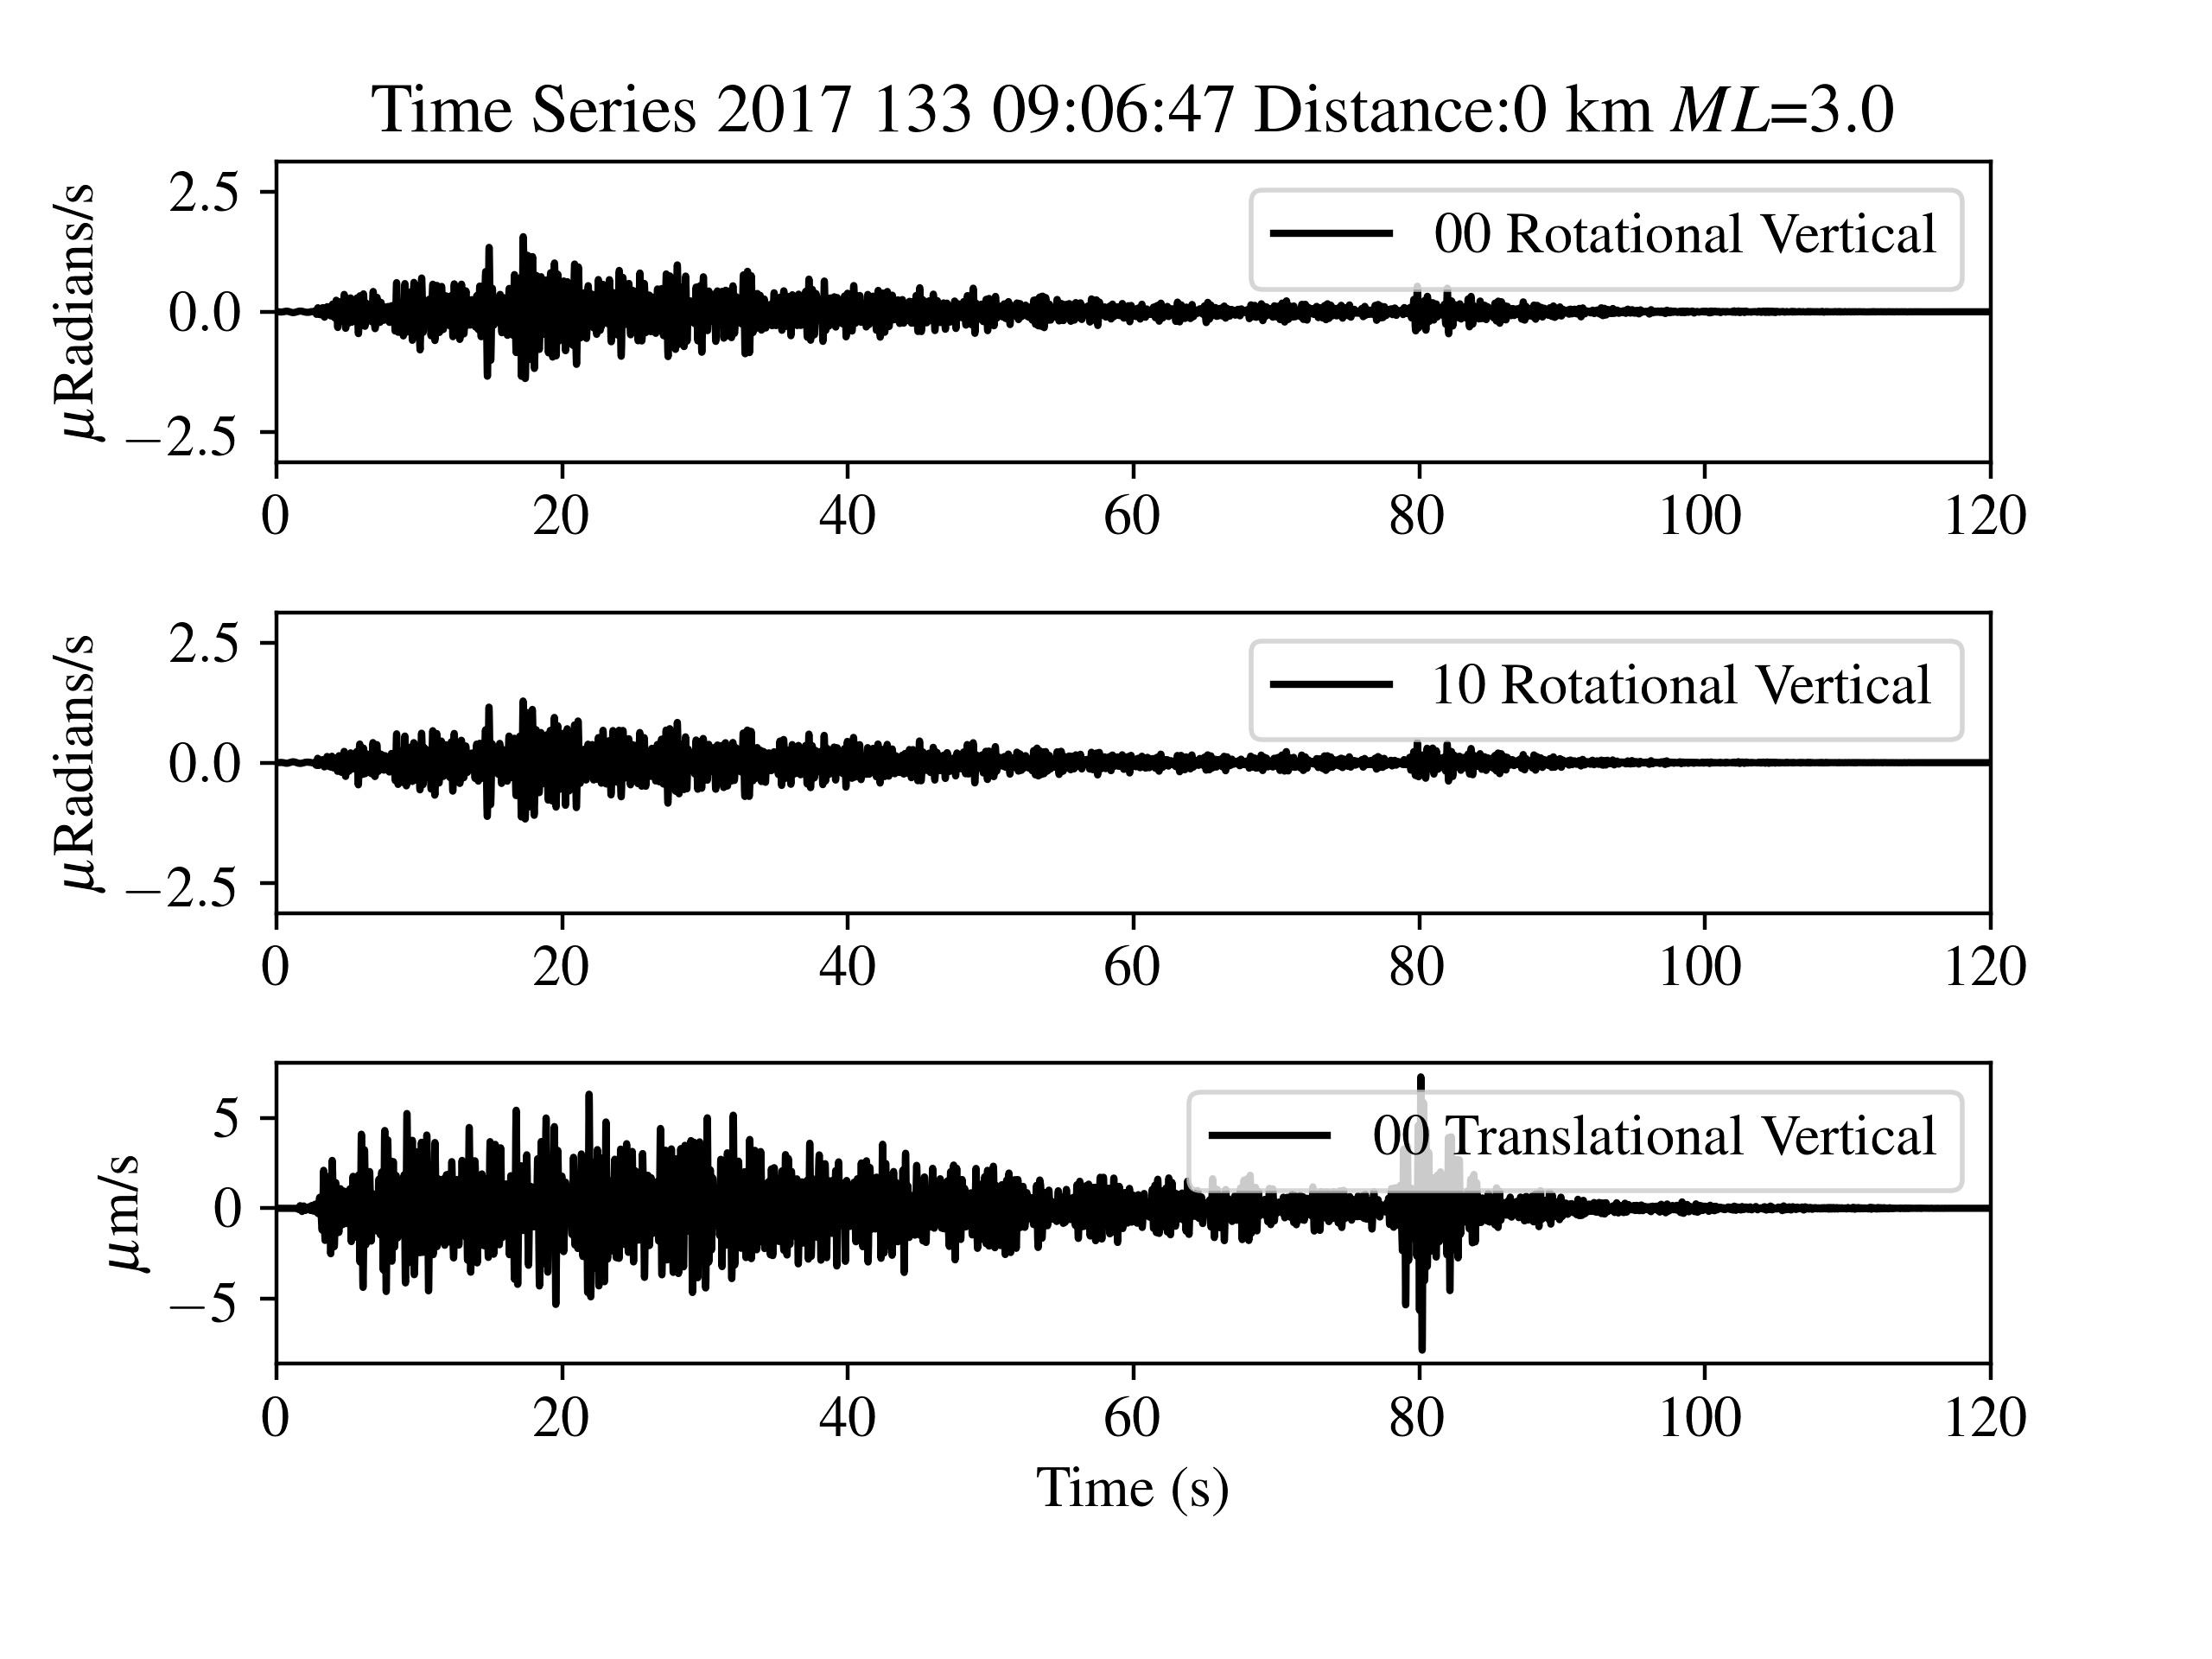 Time Series 2017 133 09:06:47 Distance:0 km ML=3.0
μRadians/s
2.5
0.0
−2.5
00 Rotational Vertical
0 20 40 60 80 100 120
μRadians/s
2.5
0.0
−2.5
10 Rotational Vertical
0 20 40 60 80 100 120
μm/s
5
0
−5
00 Translational Vertical
0 20 40 60 80 100 120
Time (s)